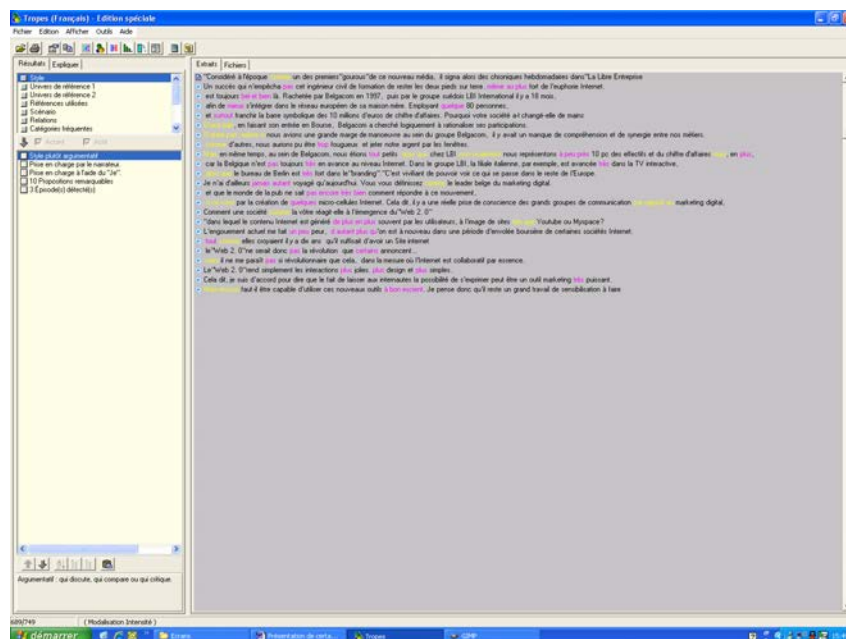 Tropes (Français) - Edition spéciale
Fichier Edition Afficher Outils Aide
Résultats Expliquer
Extraits Fichiers
Style
Univers de référence 1
Univers de référence 2
Références utilisées
Scénario
Relations
Catégories fréquentes
Actant Acté
Style plutôt argumentatif
Prise en charge par le narrateur.
Prise en charge à l'aide du "Je".
10 Propositions remarquables
3 Episode(s) détecté(s)
"Considéré à l'époque un des premiers "gourous" de ce nouveau média, il signa alors des chroniques hebdomadaires dans "La Libre Entreprise
Un succès qui n'empêcha pas cet ingénieur civil de formation de rester les deux pieds sur terre, même au plus fort de l'euphorie Internet.
afin de mieux s'intégrer dans le réseau européen de sa maison mère. Employant quelque 80 personnes,
et surtout franchi la barre symbolique des 10 millions d'euros de chiffre d'affaires. Pourquoi votre société a-t-changé-elle de mains
est toujours bel et bien là. Rachetée par Belgacom en 1997, puis par le groupe suédois LBI International il y a 18 mois,
en faisant son entrée en Bourse, Belgacom a cherché logiquement à rationaliser ses participations.
nous avions une grande marge de manoeuvre au sein du groupe Belgacom, il y avait un manque de compréhension et de synergie entre nos métiers.
d'autres, nous aurions pu être trop fougueux et jeter notre argent par les fenêtres.
en même temps, au sein de Belgacom, nous étions tout petits chez LBI nous représentons à peu près 10 pc des effectifs et du chiffre d'affaires en plus,
car la Belgique n'est pas toujours très en avance au niveau Internet. Dans le groupe LBI, la filiale italienne, par exemple, est avancée très dans la TV interactive,
le bureau de Berlin est très fort dans le "branding" "C'est vivifiant de pouvoir voir ce qui se passe dans le reste de l'Europe.
Je n'ai d'ailleurs jamais autant voyagé qu'aujourd'hui. Vous vous définissez le leader belge du marketing digital.
et que le monde de la pub ne sait pas encore très bien comment répondre à ce mouvement,
par la création de quelques micro-cellules Internet. Cela dit, il y a une réelle prise de conscience des grands groupes de communication marketing digital,
Comment une société la vôtre réagit-elle à l'émergence du "Web 2. 0"
"dans lequel le contenu Internet est généré de plus en plus souvent par les utilisateurs, à l'image de sites Youtube ou Myspace?
L'engouement actuel me fait un peu peur, d'autant plus qu'on est à nouveau dans une période d'envolée boursière de certaines sociétés Internet.
tout elles croyaient il y a dix ans qu'il suffisait d'avoir un Site internet
le "Web 2. 0" ne serait donc pas la révolution que certains annoncent...
il ne me paraît pas si révolutionnaire que cela, dans la mesure où l'Internet est collaboratif par essence.
Le "Web 2. 0" rend simplement les interactions plus jolies plus design et plus simples.
Cela dit, je suis d'accord pour dire que le fait de laisser aux internautes la possibilité de s'exprimer peut être un outil marketing très puissant.
faut-il être capable d'utiliser ces nouveaux outils à bon escient. Je pense donc qu'il reste un grand travail de sensibilisation à faire
Argumentatif : qui discute, qui compare ou qui critique.
689/749 ( Modalisation Intensité )
démarrer Ecrans Présentation de certa... Tropes GIMP